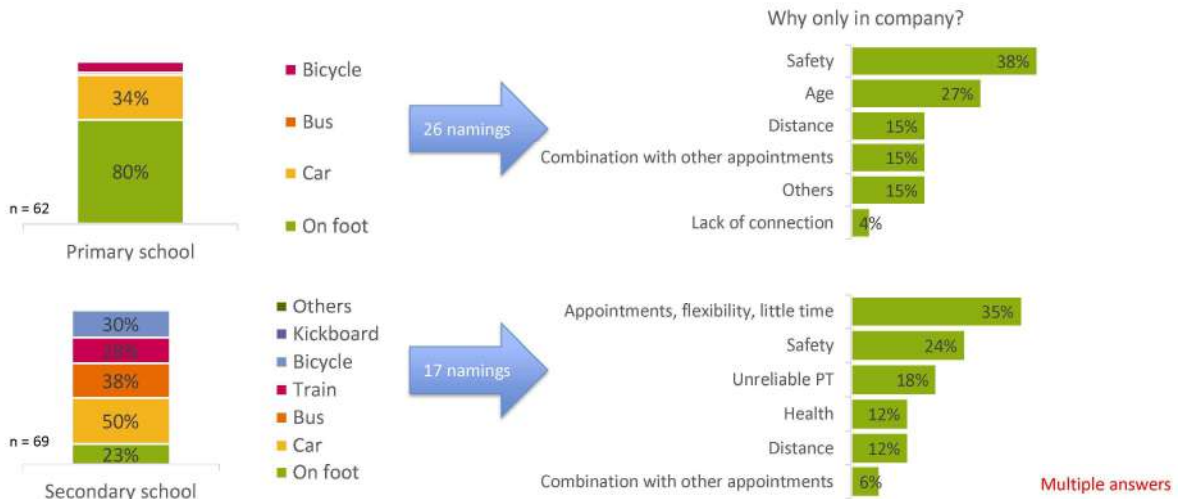 Why only in company?
34%
80%
n = 62
Primary school
Bicycle
Bus
Car
On foot
26 namings
Safety 38%
Age 27%
Distance 15%
Combination with other appointments 15%
Others 15%
Lack of connection 4%
30%
38%
50%
23%
n = 69
Secondary school
Others
Kickboard
Bicycle
Train
Bus
Car
On foot
17 namings
Appointments, flexibility, little time 35%
Safety 24%
Unreliable PT 18%
Health 12%
Distance 12%
Combination with other appointments 6%
Multiple answers